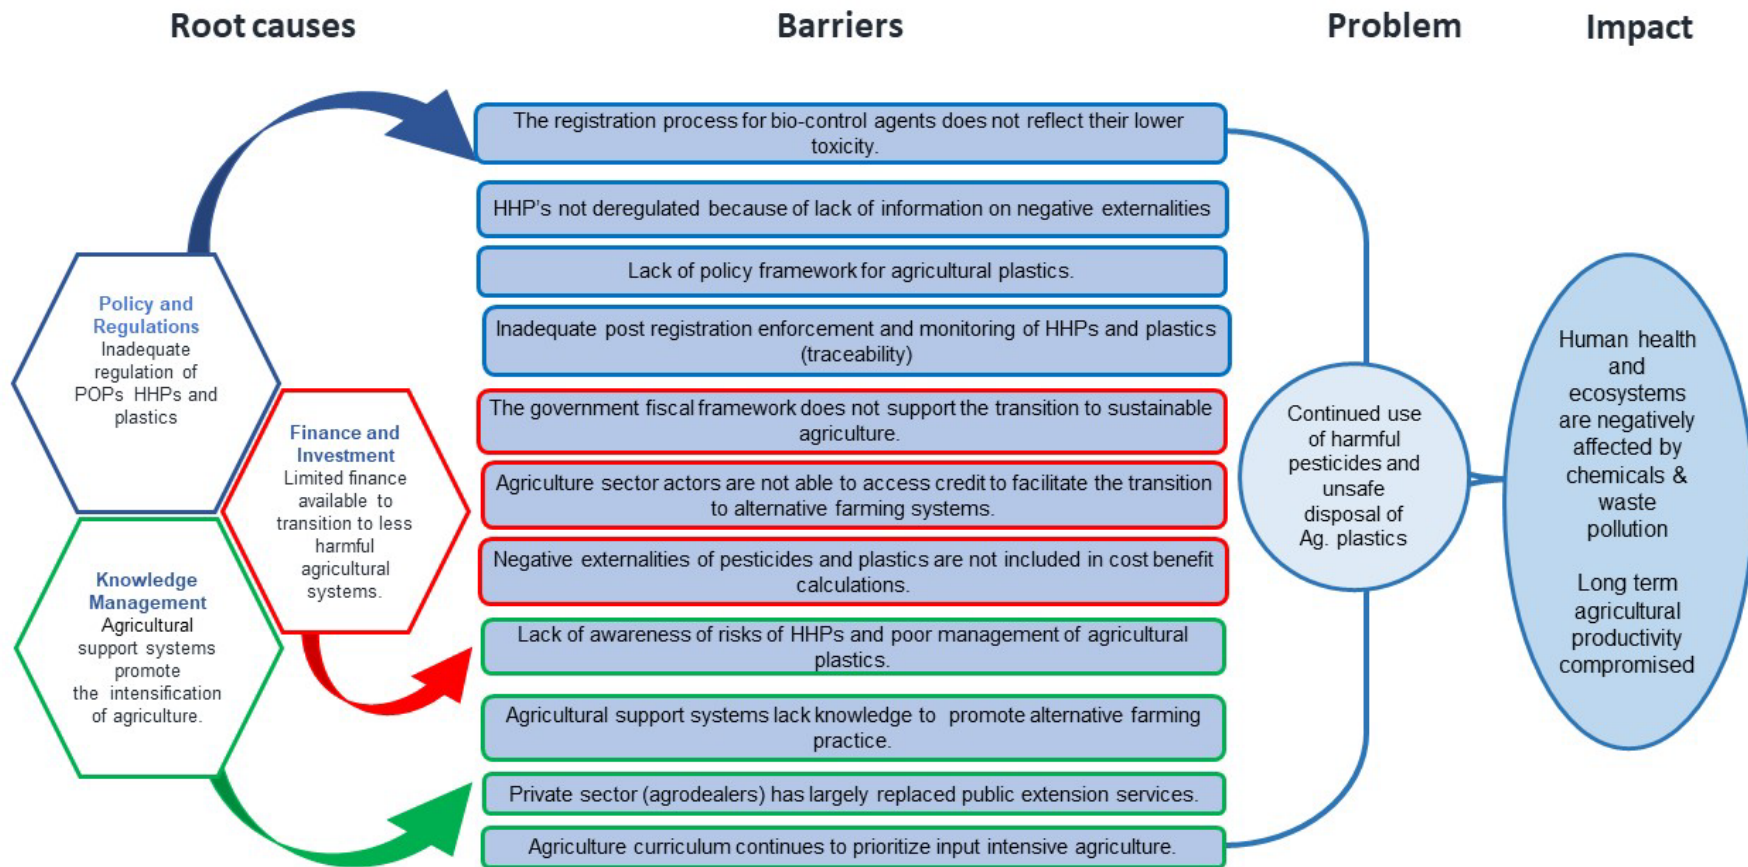 Root causes
Barriers
Problem
Impact
Policy and
Regulations
Inadequate
regulation of
POPs HHPs and
plastics
Finance and
Investment
Limited finance
available to
transition to less
harmful
agricultural
systems.
Knowledge
Management
Agricultural
support systems
promote
the intensification
of agriculture.
The registration process for bio-control agents does not reflect their lower
toxicity.
HHP's not deregulated because of lack of information on negative externalities
Lack of policy framework for agricultural plastics.
Inadequate post registration enforcement and monitoring of HHPs and plastics
(traceability)
The government fiscal framework does not support the transition to sustainable
agriculture.
Agriculture sector actors are not able to access credit to facilitate the transition
to alternative farming systems.
Negative externalities of pesticides and plastics are not included in cost benefit
calculations.
Lack of awareness of risks of HHPs and poor management of agricultural
plastics.
Agricultural support systems lack knowledge to promote alternative farming
practice.
Private sector (agrodealers) has largely replaced public extension services.
Agriculture curriculum continues to prioritize input intensive agriculture.
Continued use
of harmful
pesticides and
unsafe
disposal of
Ag. plastics
Human health
and
ecosystems
are negatively
affected by
chemicals &
waste
pollution
Long term
agricultural
productivity
compromised